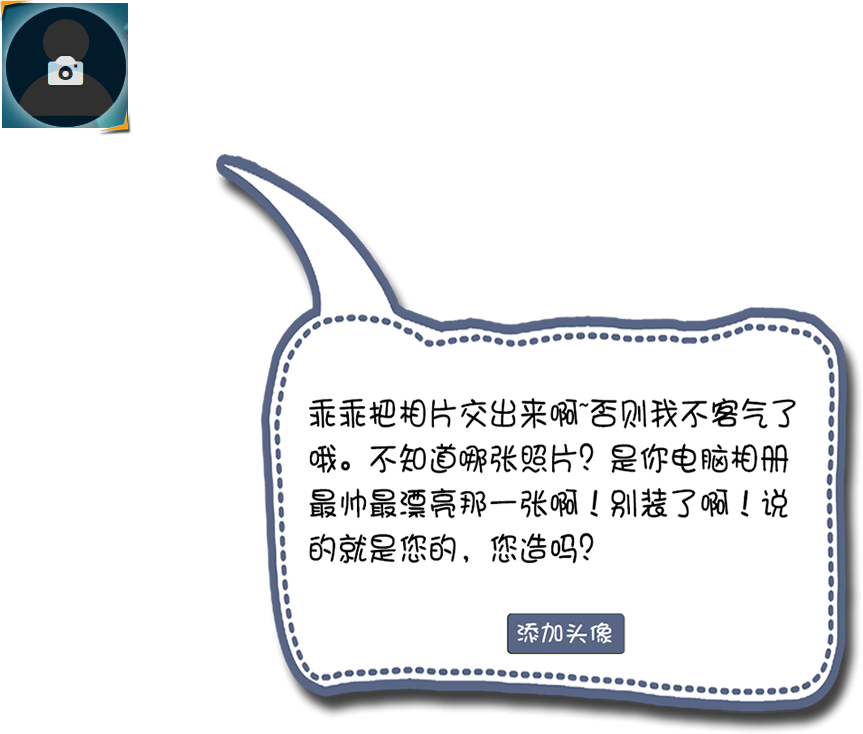 乖乖把相片交出来啊~否则我不客气了
哦。不知道哪张照片？是你电脑相册
最帅最漂亮那一张啊！别装了啊！说
的就是您的，您造吗？
添加头像